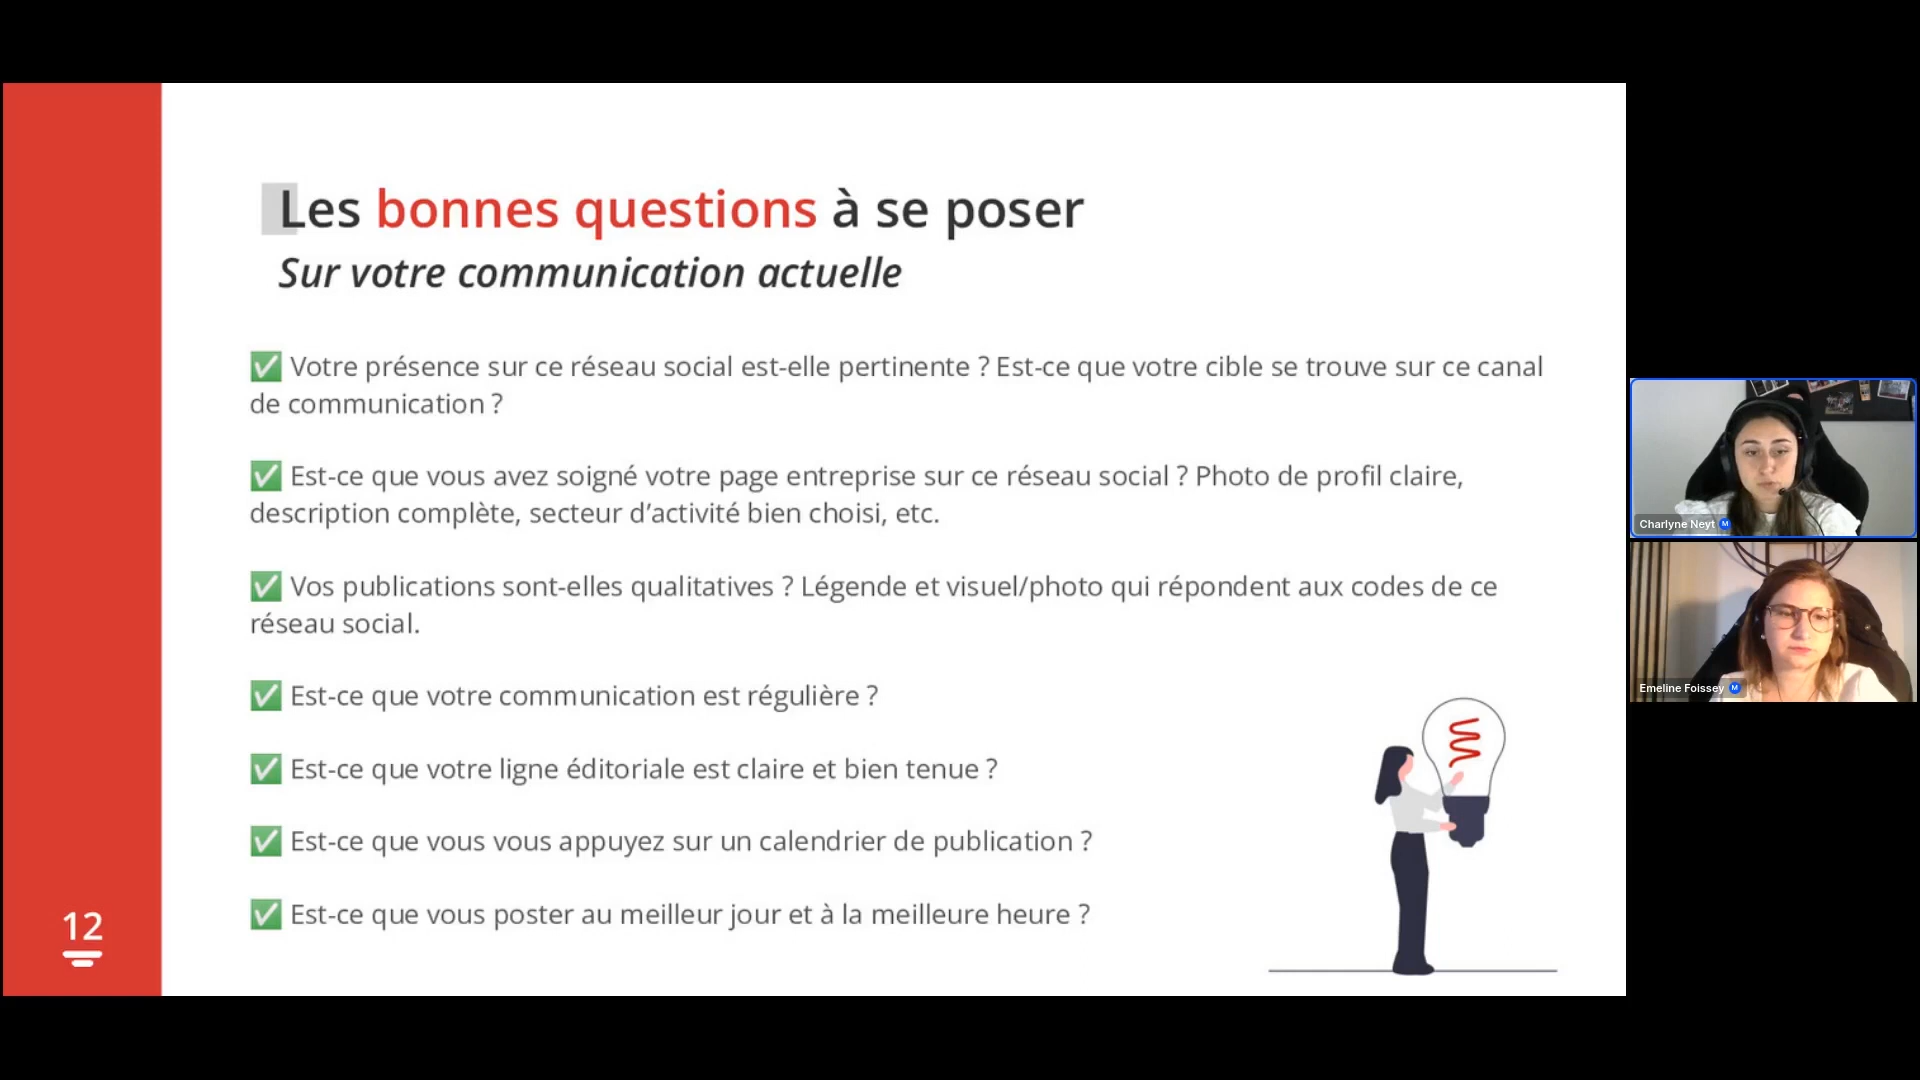 Les bonnes questions à se poser
Sur votre communication actuelle
✅ Votre présence sur ce réseau social est-elle pertinente ? Est-ce que votre cible se trouve sur ce canal
de communication ?
✅ Est-ce que vous avez soigné votre page entreprise sur ce réseau social ? Photo de profil claire,
description complète, secteur d’activité bien choisi, etc.
✅ Vos publications sont-elles qualitatives ? Légende et visuel/photo qui répondent aux codes de ce
réseau social.
✅ Est-ce que votre communication est régulière ?
✅ Est-ce que votre ligne éditoriale est claire et bien tenue ?
✅ Est-ce que vous vous appuyez sur un calendrier de publication ?
✅ Est-ce que vous poster au meilleur jour et à la meilleure heure ?
12
Charlyne Neyt M
Emeline Foissey M